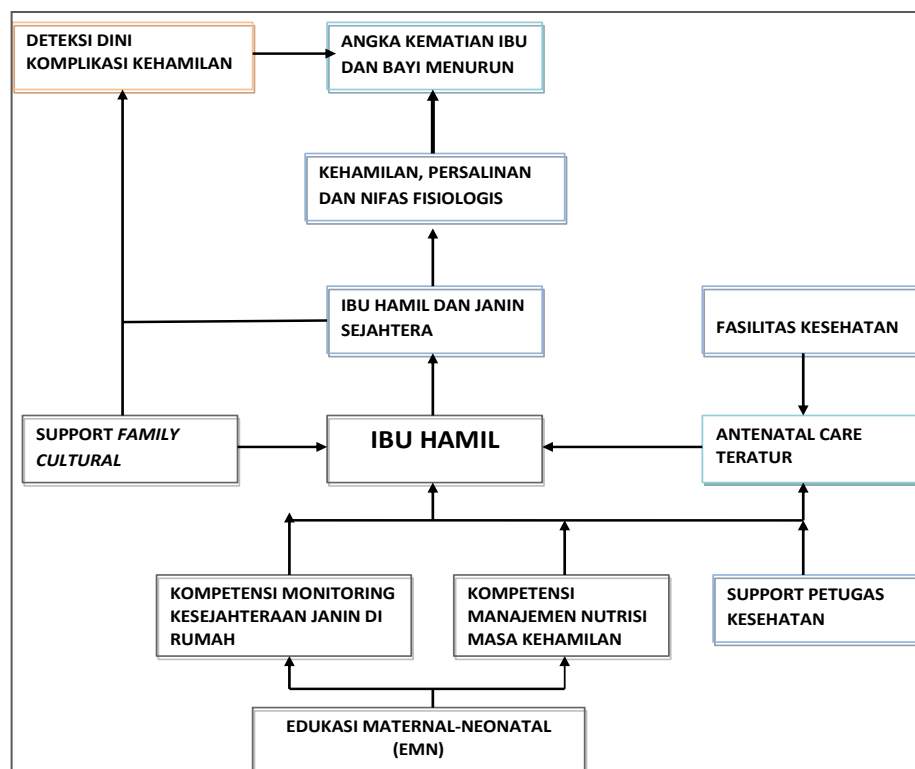 DETEKSI DINI
KOMPLIKASI KEHAMILAN
ANGKA KEMATIAN IBU
DAN BAYI MENURUN
KEHAMILAN, PERSALINAN
DAN NIFAS FISIOLOGIS
IBU HAMIL DAN JANIN
SEJAHTERA
FASILITAS KESEHATAN
SUPPORT FAMILY
CULTURAL
IBU HAMIL
ANTENATAL CARE
TERATUR
KOMPETENSI MONITORING
KESEJAHTERAAN JANIN DI
RUMAH
KOMPETENSI
MANAJEMEN NUTRISI
MASA KEHAMILAN
SUPPORT PETUGAS
KESEHATAN
EDUKASI MATERNAL-NEONATAL
(EMN)